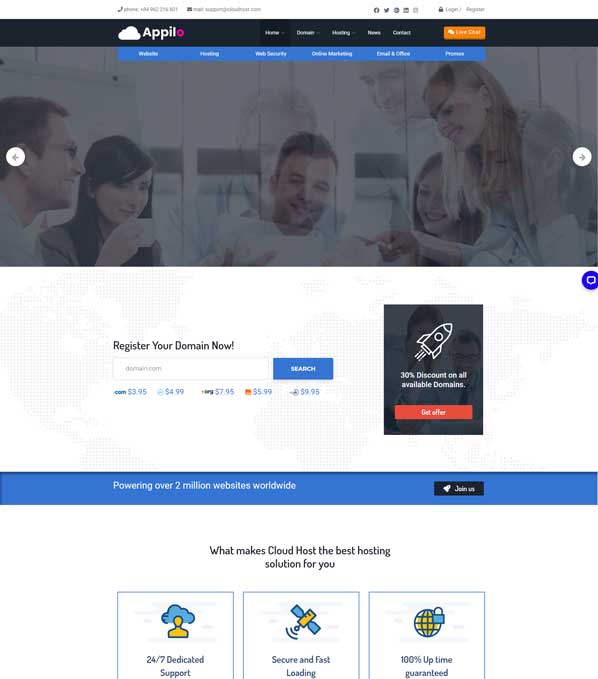 phone: +84 962 216 601 mail: support@cloudhost.com Login / Register
Appilo Home Domain Hosting News Contact Live Chat
Website Hosting Web Security Online Marketing Email & Office Promos
Register Your Domain Now!
domain.com SEARCH
.com $3.95 $4.99 .org $7.95 $5.99 $9.95
30% Discount on all
available Domains.
Get offer
Powering over 2 million websites worldwide Join us
What makes Cloud Host the best hosting
solution for you
24/7 Dedicated
Support
Secure and Fast
Loading
100% Up time
guaranteed